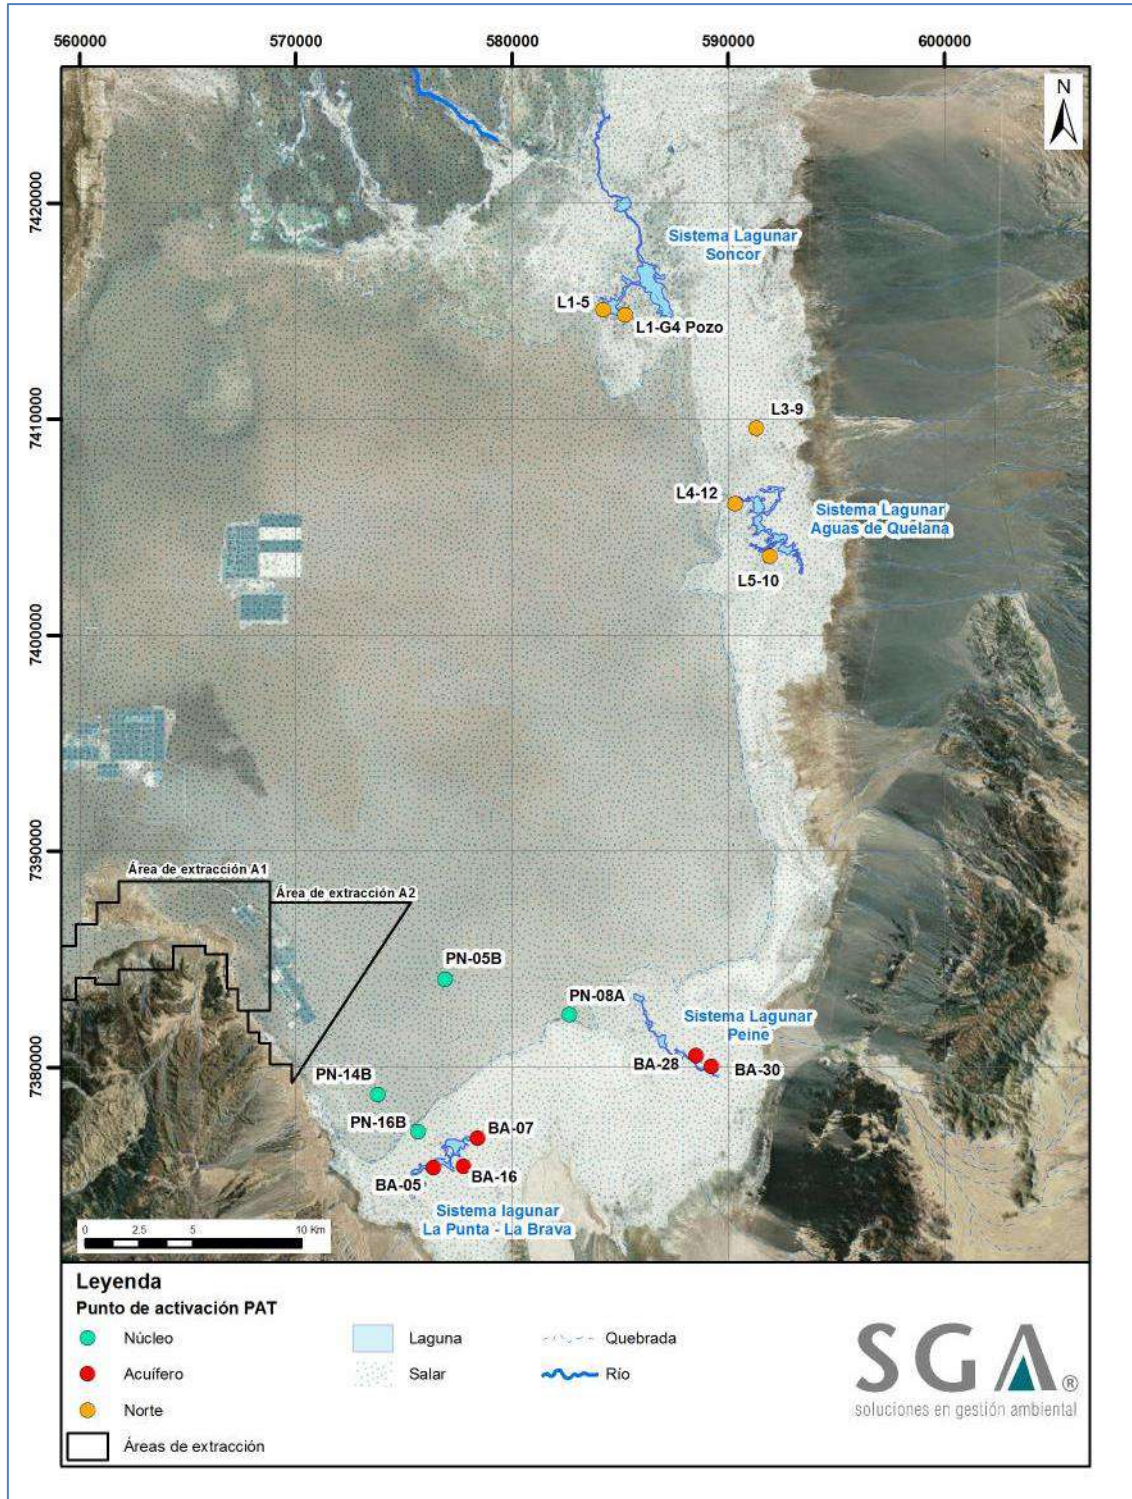 560000
570000
580000
590000
600000
N
7420000
Sistema Lagunar
Soncor
L1-5
L1-G4 Pozo
7410000
L3-9
L4-12
Sistema Lagunar
Aguas de Quelana
L5-10
7400000
7390000
Área de extracción A1
Área de extracción A2
PN-05B
PN-08A
Sistema Lagunar
Peine
BA-28
BA-30
7380000
PN-14B
PN-16B
BA-07
BA-05
BA-16
Sistema lagunar
La Punta - La Brava
0 2.5 5 10 Km
Leyenda
Punto de activación PAT
Núcleo
Laguna
Quebrada
Acuífero
Salar
Río
Norte
Áreas de extracción
SGA®
soluciones en gestión ambiental